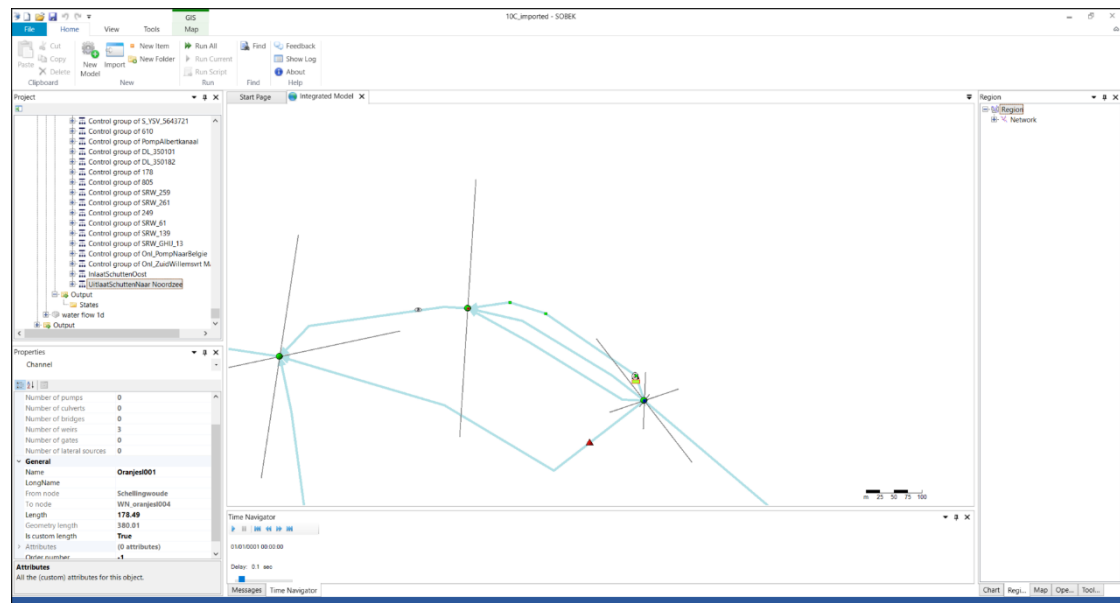 10C_imported - SOBEK
GIS
File Home View Tools Map
Cut
Copy
Delete
Paste
Clipboard
New Model
Import
New Item
New Folder
New
Run All
Run Current
Run Script
Run
Find
Find
Feedback
Show Log
About
Help
Project
Control group of S_YSV_5643721
Control group of 610
Control group of PompAlbertkanaal
Control group of DL_350101
Control group of DL_350182
Control group of 178
Control group of 805
Control group of SRW_259
Control group of SRW_261
Control group of 249
Control group of SRW_61
Control group of SRW_139
Control group of SRW_GHIJ_13
Control group of Onl_PompNaarBelgie
Control group of Onl_ZuidWillemsvrt M
InlaatSchuttenOost
UitlaatSchuttenNaar Noordzee
Output
States
water flow 1d
Output
Properties
Channel
Number of pumps 0
Number of culverts 0
Number of bridges 0
Number of weirs 3
Number of gates 0
Number of lateral sources 0
General
Name Oranjesl001
LongName
From node Schellingwoude
To node WN_oranjesl004
Length 178.49
Geometry length 380.01
Is custom length True
Attributes (0 attributes)
Order number -1
Attributes
All the (custom) attributes for this object.
Start Page Integrated Model X
m 25 50 75 100
Time Navigator
01/01/0001 00:00:00
Delay: 0.1 sec
Messages Time Navigator
Region
Region
Network
Chart Regi... Map Ope... Tool...